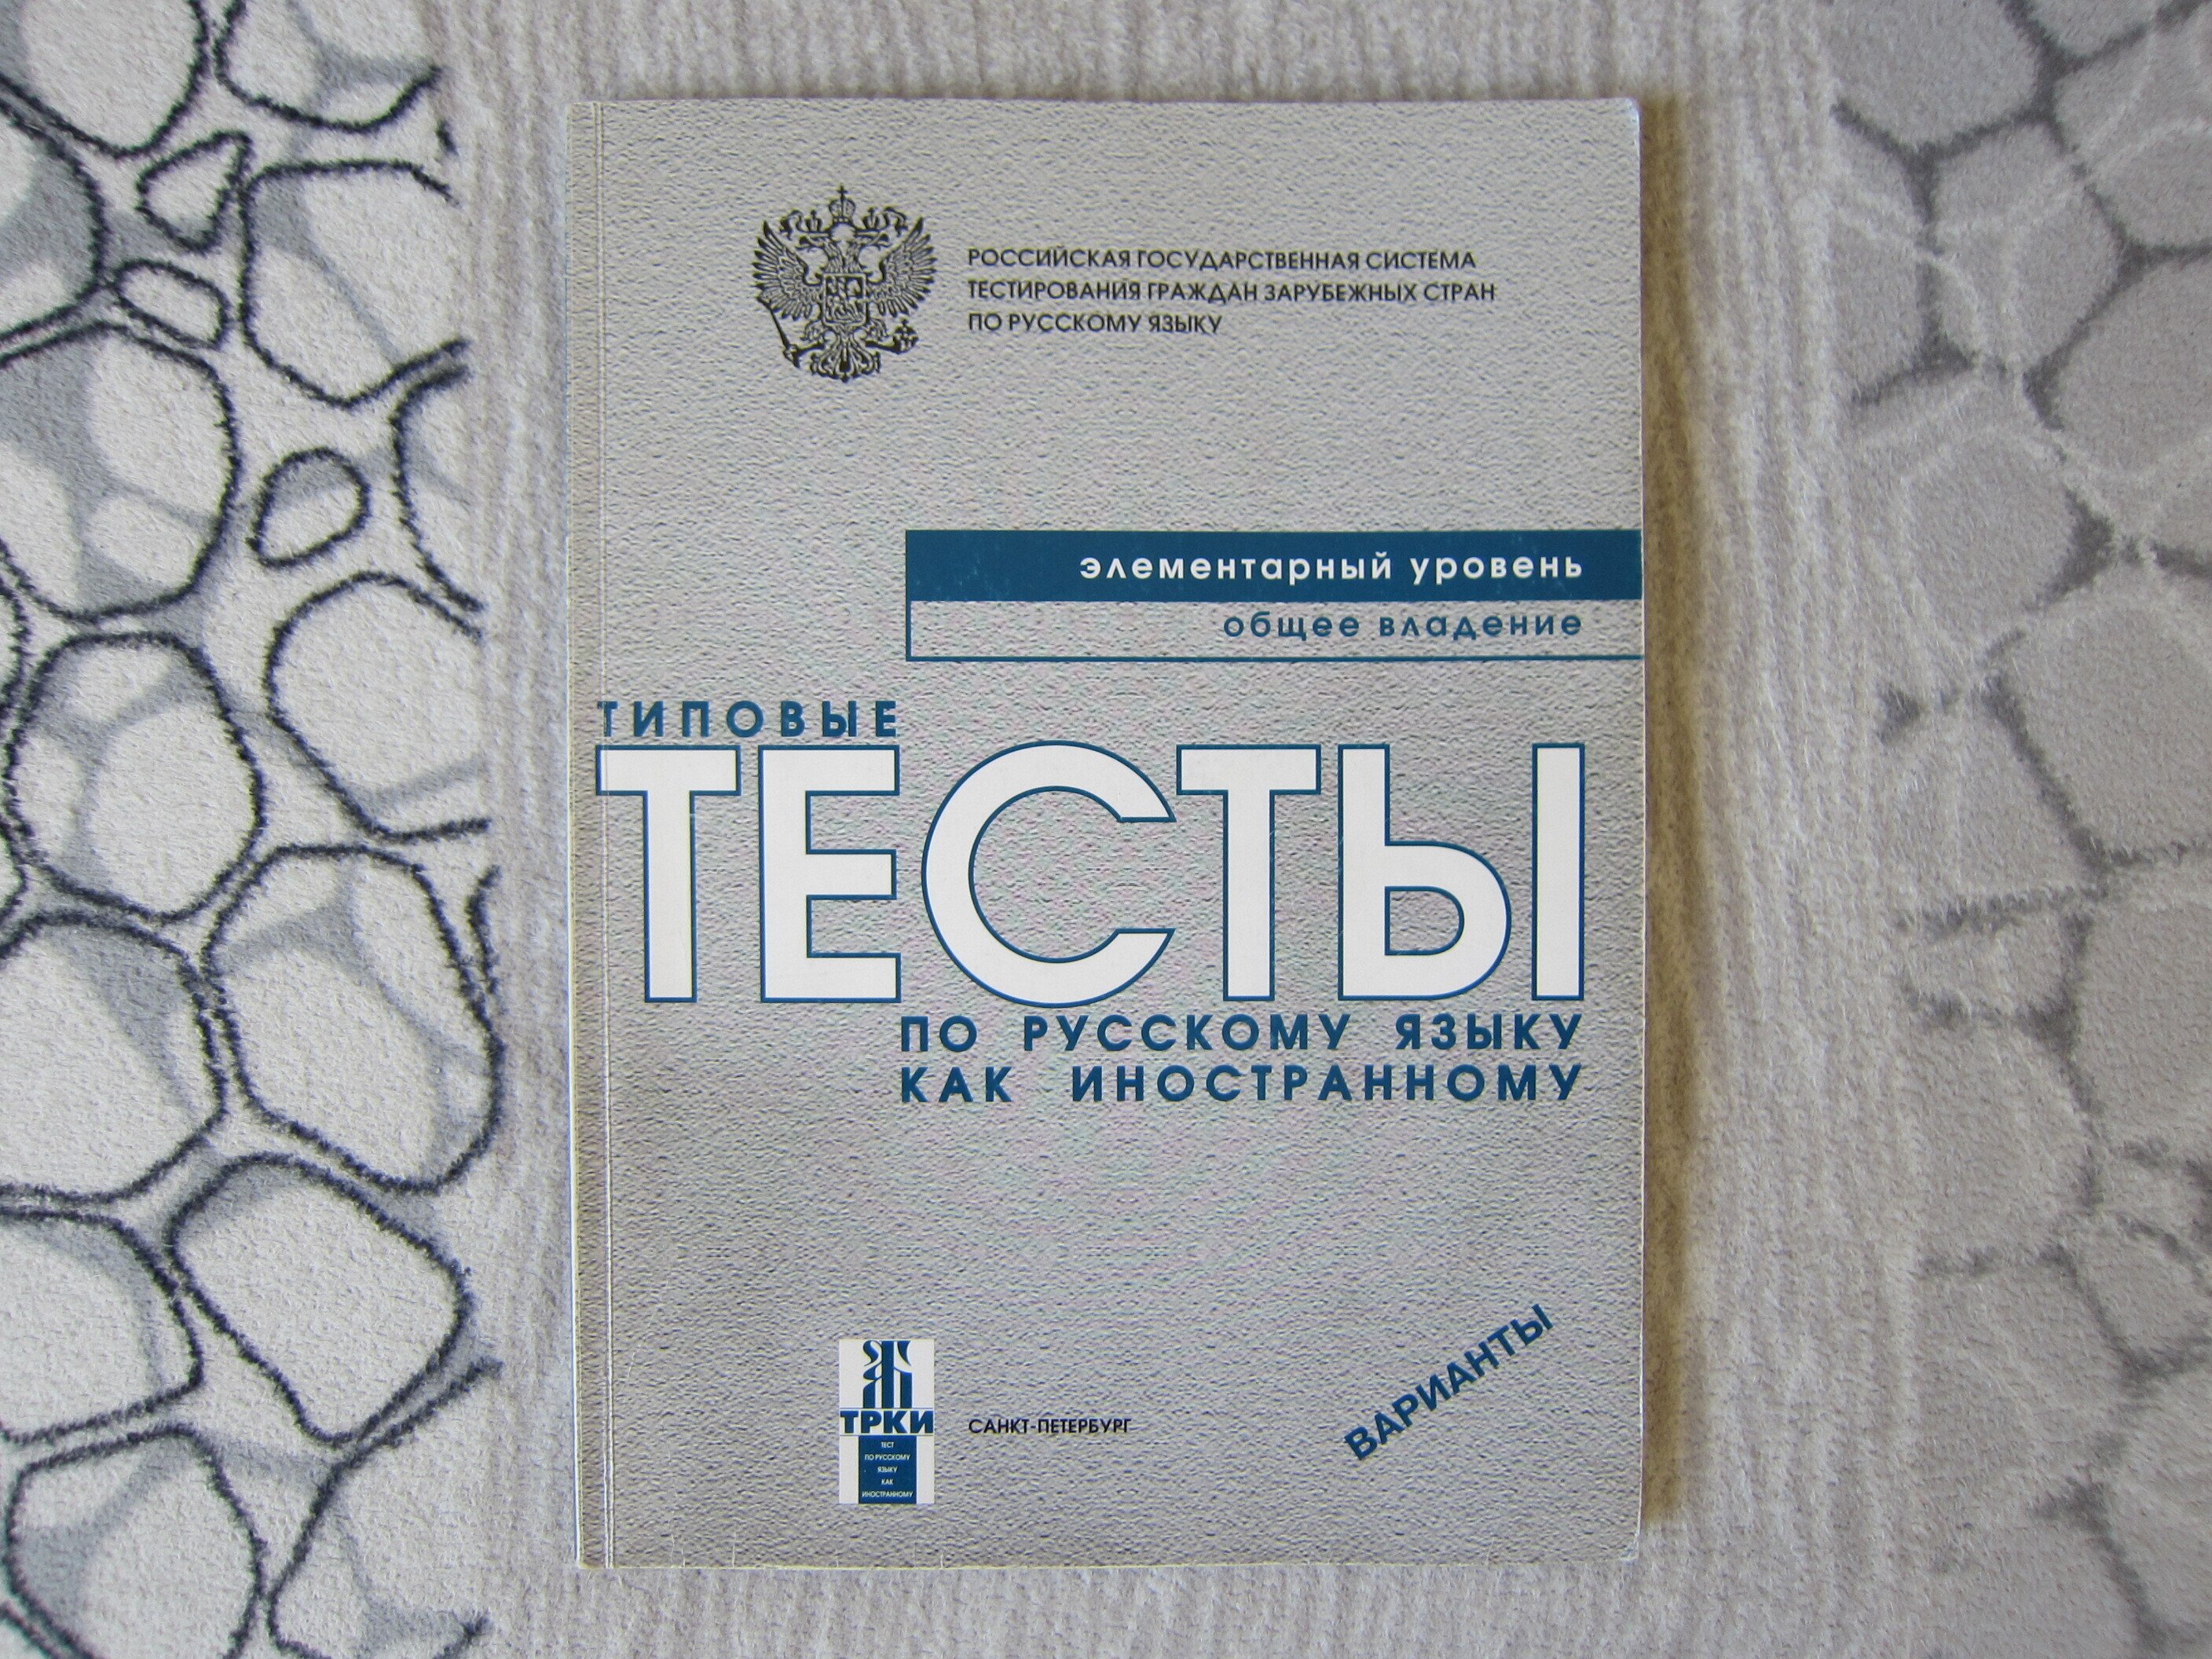 РОССИЙСКАЯ ГОСУДАРСТВЕННАЯ СИСТЕМА
ТЕСТИРОВАНИЯ ГРАЖДАН ЗАРУБЕЖНЫХ СТРАН
ПО РУССКОМУ ЯЗЫКУ
элементарный уровень
общее владение
ТИПОВЫЕ
ТЕСТЫ
ПО РУССКОМУ ЯЗЫКУ
КАК ИНОСТРАННОМУ
ВАРИАНТЫ
ТРКИ
ТЕСТ
ПО РУССКОМУ
ЯЗЫКУ
КАК
ИНОСТРАННОМУ
САНКТ-ПЕТЕРБУРГ